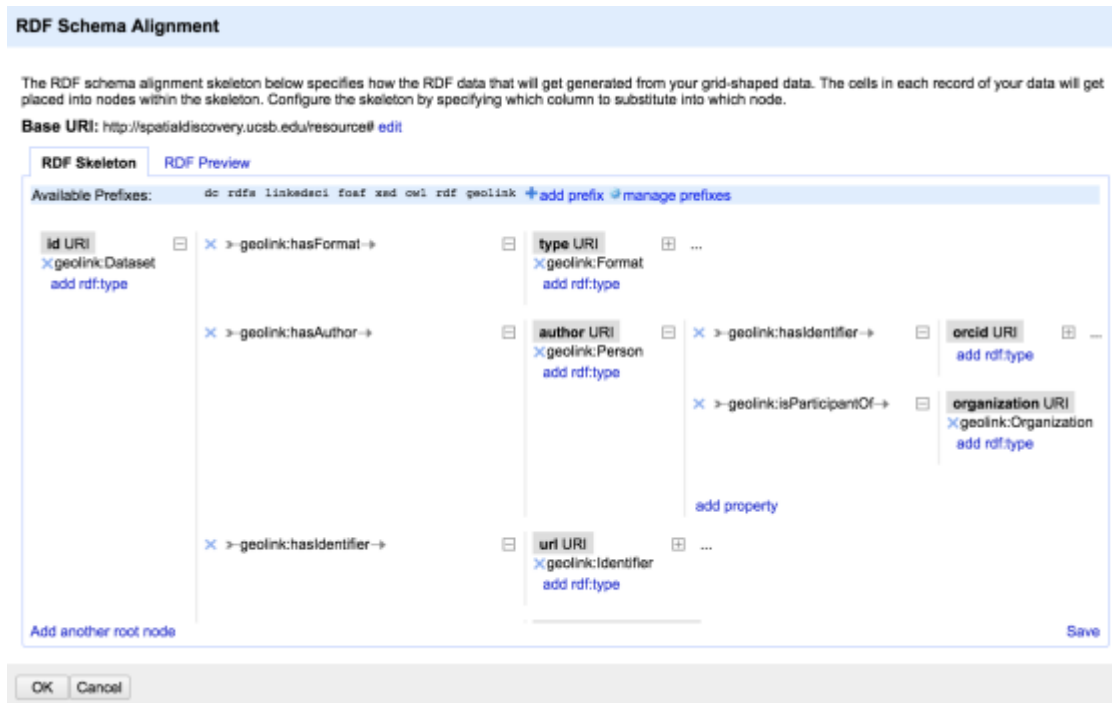 RDF Schema Alignment
The RDF schema alignment skeleton below specifies how the RDF data that will get generated from your grid-shaped data. The cells in each record of your data will get
placed into nodes within the skeleton. Configure the skeleton by specifying which column to substitute into which node.
Base URI: http://spatialdiscovery.ucsb.edu/resource# edit
RDF Skeleton RDF Preview
Available Prefixes: dc rdfs linkedsci foaf xsd owl rdf geolink add prefix manage prefixes
id URI geolink:hasFormat type URI ...
geolink:Dataset geolink:Format
add rdf:type add rdf:type
geolink:hasAuthor author URI geolink:hasIdentifier orcid URI ...
geolink:Person add rdf:type
add rdf:type
geolink:isParticipantOf organization URI
geolink:Organization
add rdf:type
add property
geolink:hasIdentifier url URI ...
geolink:Identifier
add rdf:type
Add another root node Save
OK Cancel